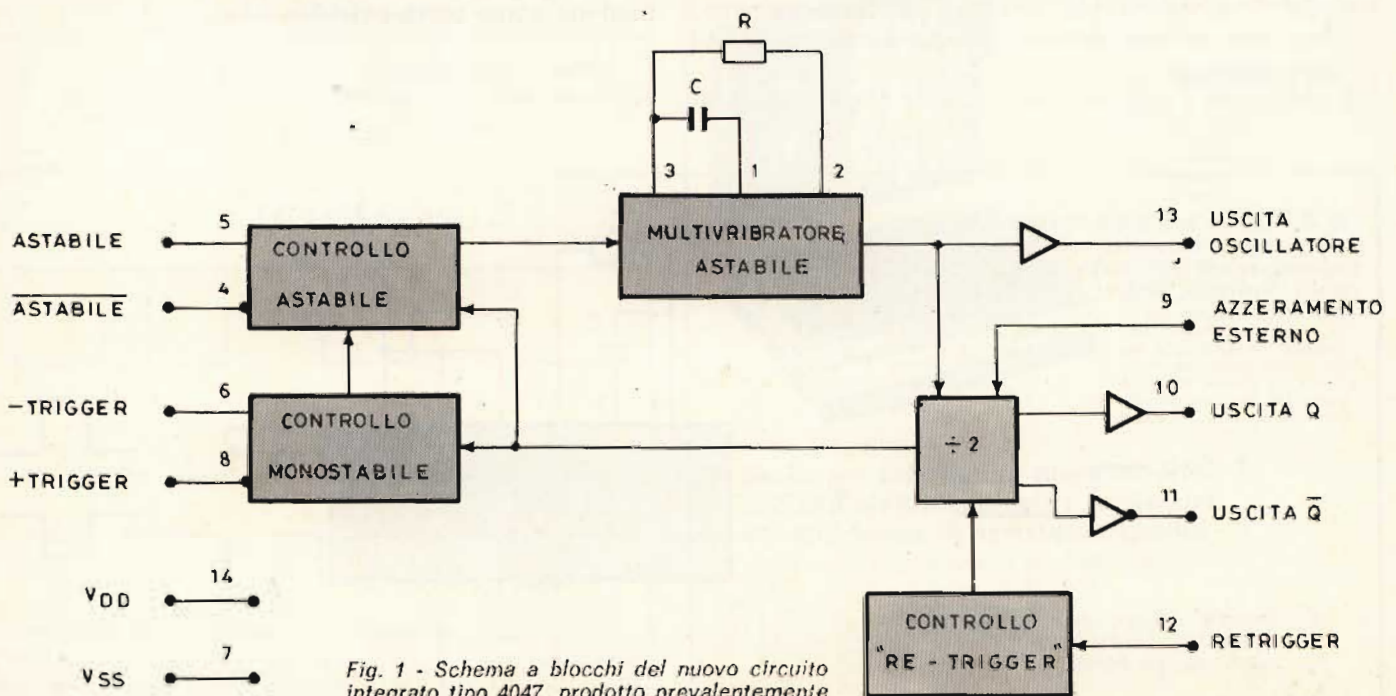 R
C
3
1
2
MULTIVRIBRATORE
ASTABILE
ASTABILE
5
ASTABILE
4
CONTROLLO
ASTABILE
-TRIGGER
6
+TRIGGER
8
CONTROLLO
MONOSTABILE
13
USCITA
OSCILLATORE
9
AZZERAMENTO
ESTERNO
÷2
10
USCITA Q
11
USCITA Q̅
VDD
14
VSS
7
CONTROLLO
"RE-TRIGGER"
12
RETRIGGER
Fig. 1 - Schema a blocchi del nuovo circuito
integrato tipo 4047, prodotto prevalentemente